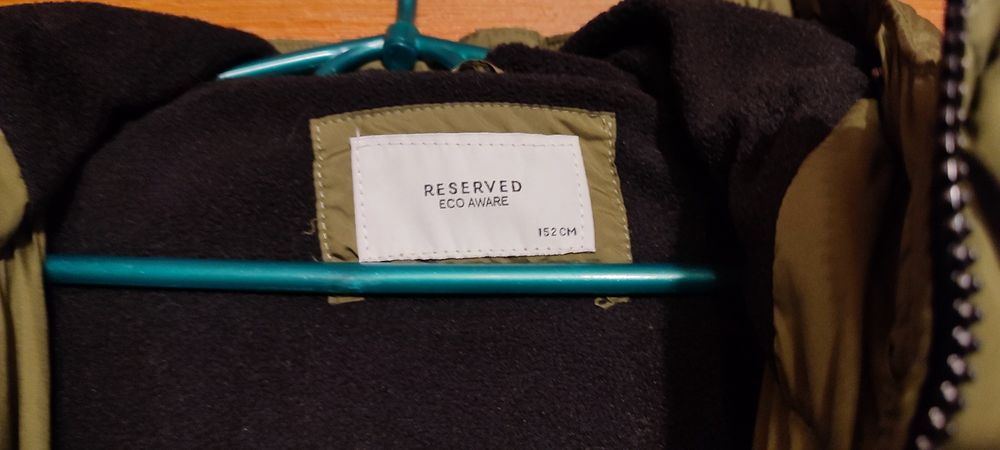 RESERVED
ECO AWARE
152 CM